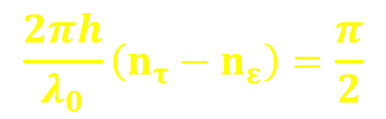 2πh/λ₀ (n_τ − n_ε) = π/2